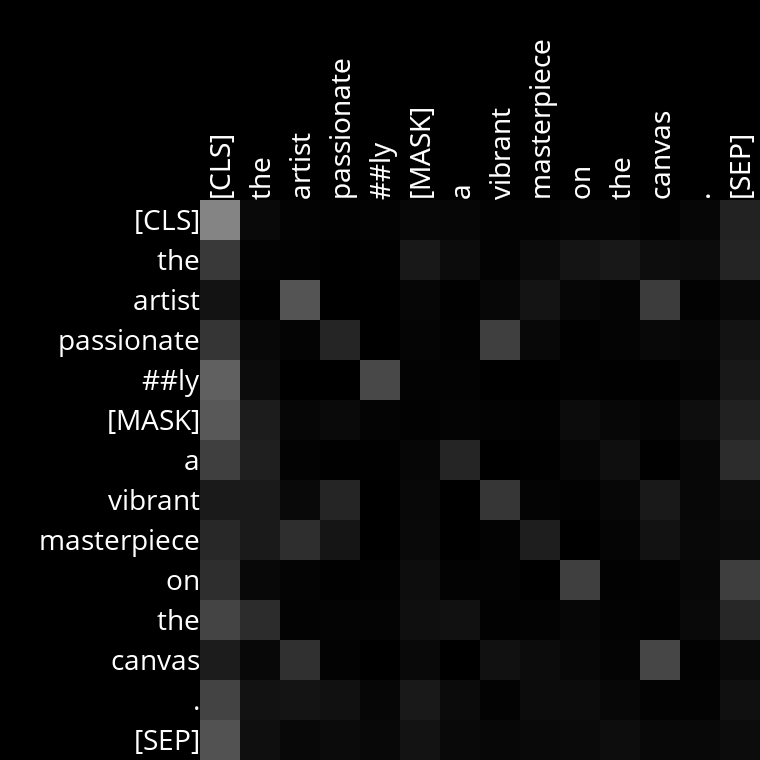 [CLS]
the
artist
passionate
##ly
[MASK]
a
vibrant
masterpiece
on
the
canvas
.
[SEP]
[CLS]
the
artist
passionate
##ly
[MASK]
a
vibrant
masterpiece
on
the
canvas
.
[SEP]